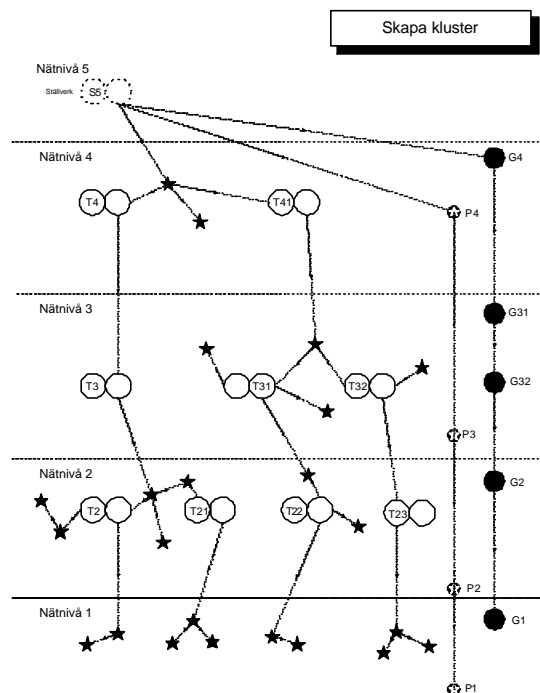 Skapa kluster
Nätnivå 5
Ställverk S5
Nätnivå 4
G4
T4 T41 P4
Nätnivå 3
G31
T3 T31 T32 G32
P3
Nätnivå 2
G2
T2 T21 T22 T23
P2
Nätnivå 1
G1
P1